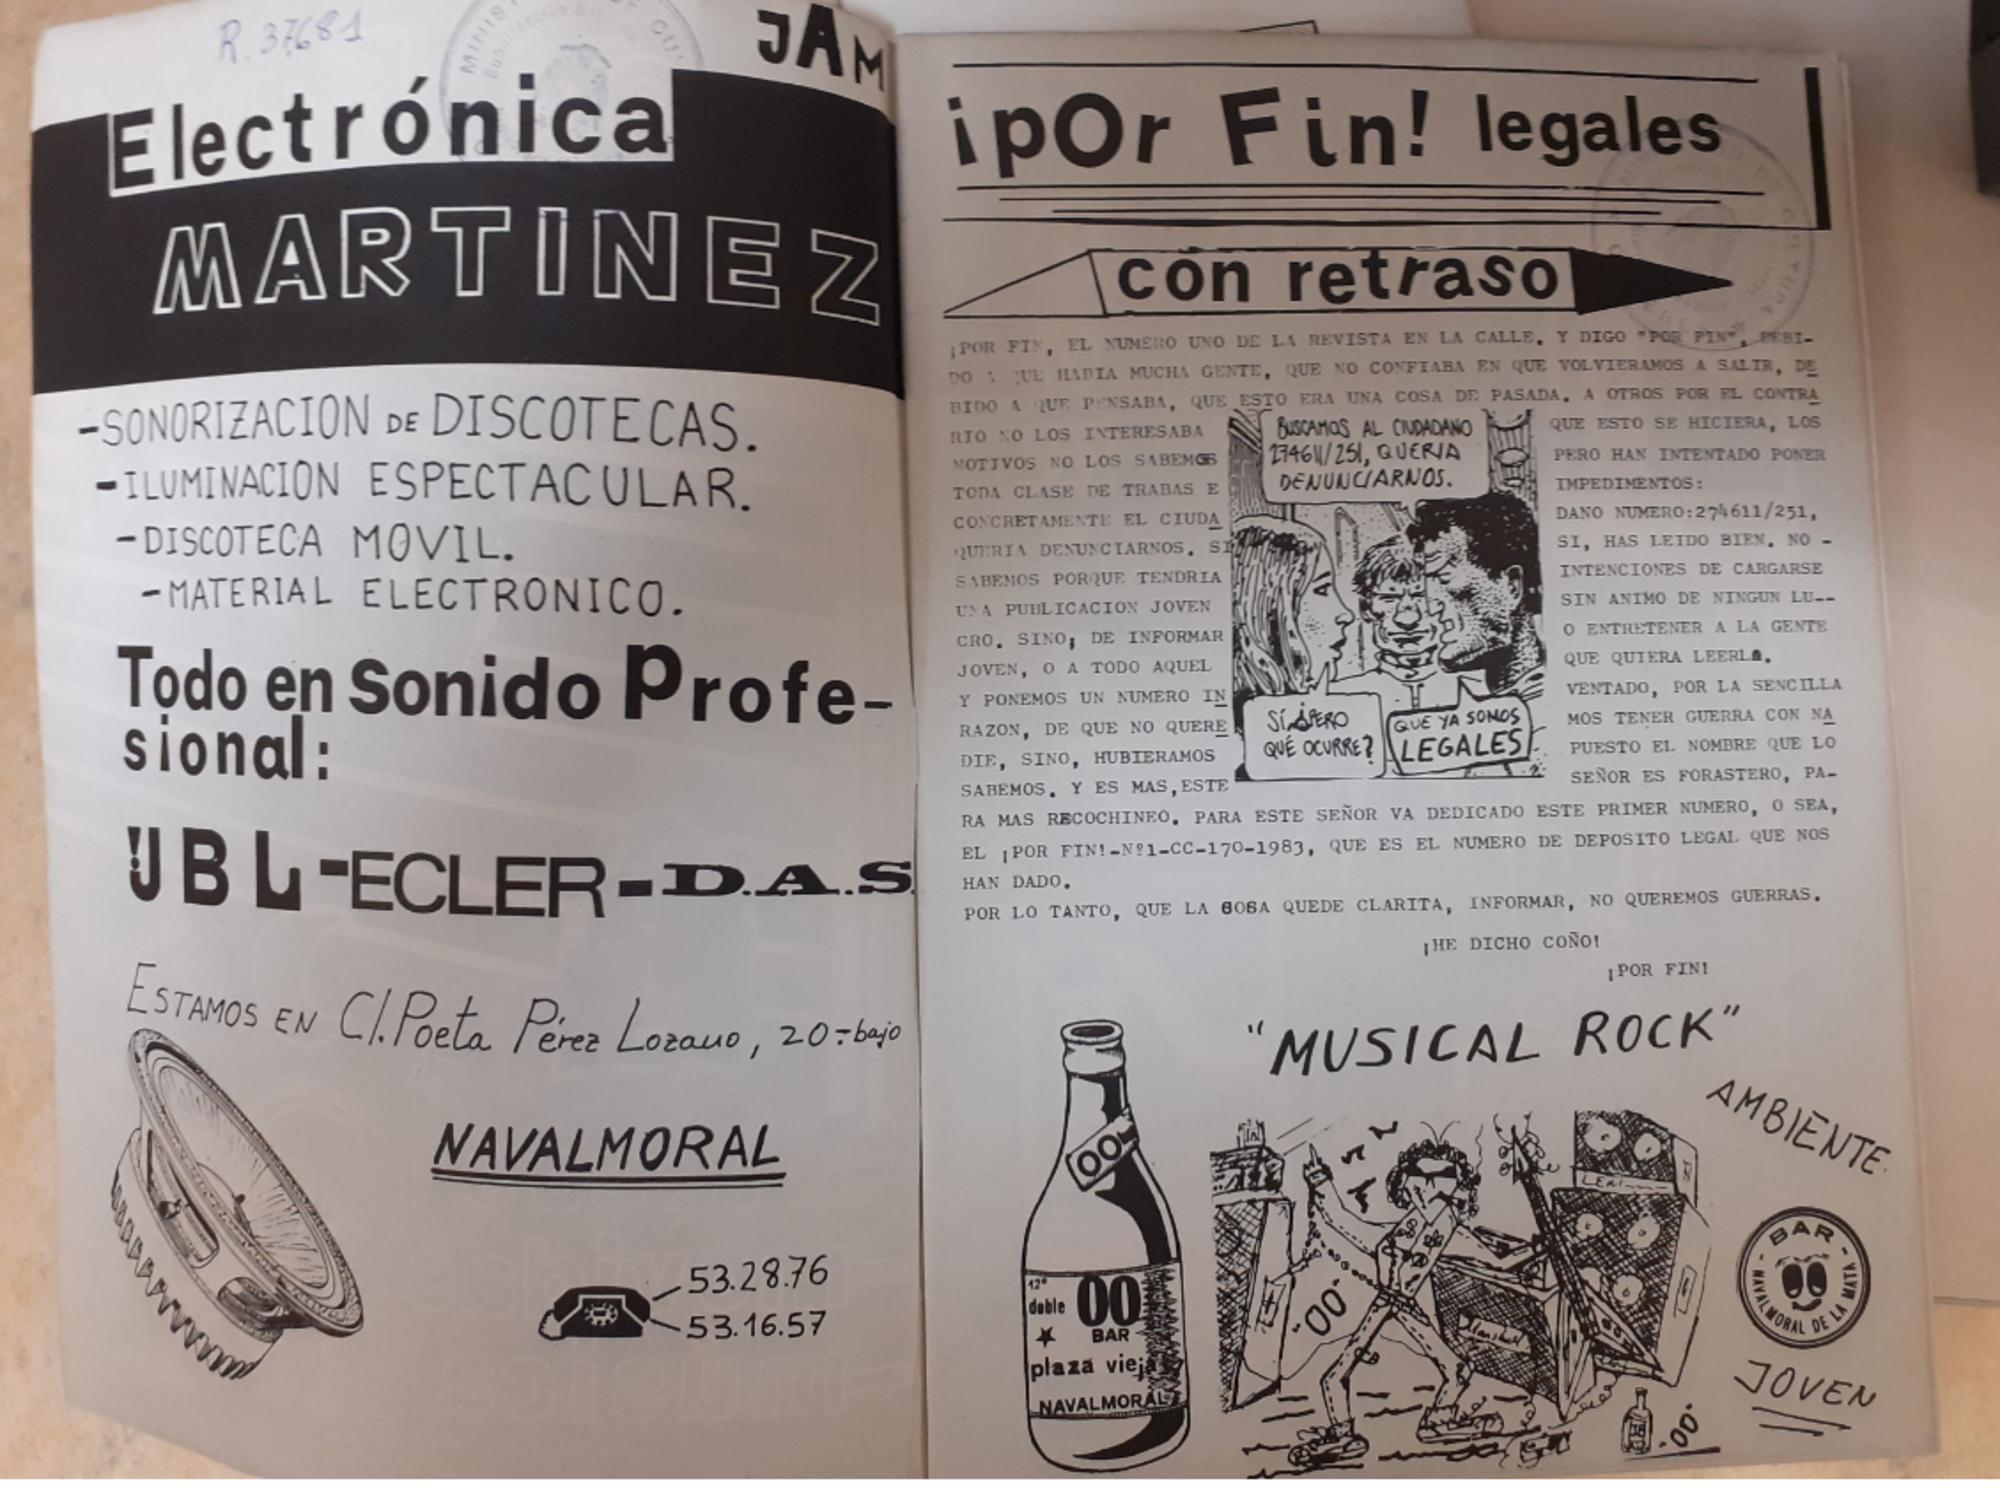 R. 37681
JAM
Electrónica
MARTINEZ
-SONORIZACION DE DISCOTECAS.
-ILUMINACION ESPECTACULAR.
-DISCOTECA MOVIL.
-MATERIAL ELECTRONICO.
Todo en Sonido Profe-
sional:
JBL-ECLER-D.A.S.
ESTAMOS EN C/.Poeta Pérez Lozano, 20-bajo
NAVALMORAL
53.28.76
53.16.57
¡pOr Fin! legales
con retraso
¡POR FIN, EL NUMERO UNO DE LA REVISTA EN LA CALLE. Y DIGO "POR FIN", DEBI-
DO A QUE HABIA MUCHA GENTE, QUE NO CONFIABA EN QUE VOLVIERAMOS A SALIR, DE
BIDO A QUE PENSABA, QUE ESTO ERA UNA COSA DE PASADA. A OTROS POR EL CONTRA
RIO NO LOS INTERESABA QUE ESTO SE HICIERA, LOS
MOTIVOS NO LOS SABEMOS PERO HAN INTENTADO PONER
TODA CLASE DE TRABAS E IMPEDIMENTOS:
CONCRETAMENTE EL CIUDA DANO NUMERO:274611/251,
QUERIA DENUNCIARNOS. SI SI, HAS LEIDO BIEN. NO -
SABEMOS PORQUE TENDRIA INTENCIONES DE CARGARSE
UNA PUBLICACION JOVEN SIN ANIMO DE NINGUN LU--
CRO. SINO; DE INFORMAR O ENTRETENER A LA GENTE
JOVEN, O A TODO AQUEL QUE QUIERA LEERLA.
Y PONEMOS UN NUMERO IN VENTADO, POR LA SENCILLA
RAZON, DE QUE NO QUERE MOS TENER GUERRA CON NA
DIE, SINO, HUBIERAMOS PUESTO EL NOMBRE QUE LO
SABEMOS. Y ES MAS,ESTE SEÑOR ES FORASTERO, PA-
RA MAS RECOCHINEO. PARA ESTE SEÑOR VA DEDICADO ESTE PRIMER NUMERO, O SEA,
EL ¡POR FIN!-Nº1-CC-170-1983, QUE ES EL NUMERO DE DEPOSITO LEGAL QUE NOS
HAN DADO.
POR LO TANTO, QUE LA COSA QUEDE CLARITA, INFORMAR, NO QUEREMOS GUERRAS.
¡HE DICHO COÑO!
¡POR FIN!
BUSCAMOS AL CIUDADANO
274611/251, QUERIA
DENUNCIARNOS.
SÍ ¿PERO
QUÉ OCURRE?
QUE YA SOMOS
LEGALES
"MUSICAL ROCK"
AMBIENTE
JOVEN
00
12º
doble 00
BAR
plaza vieja
NAVALMORAL
"00"
Marshall
BAR
NAVALMORAL DE LA MATA
"00"